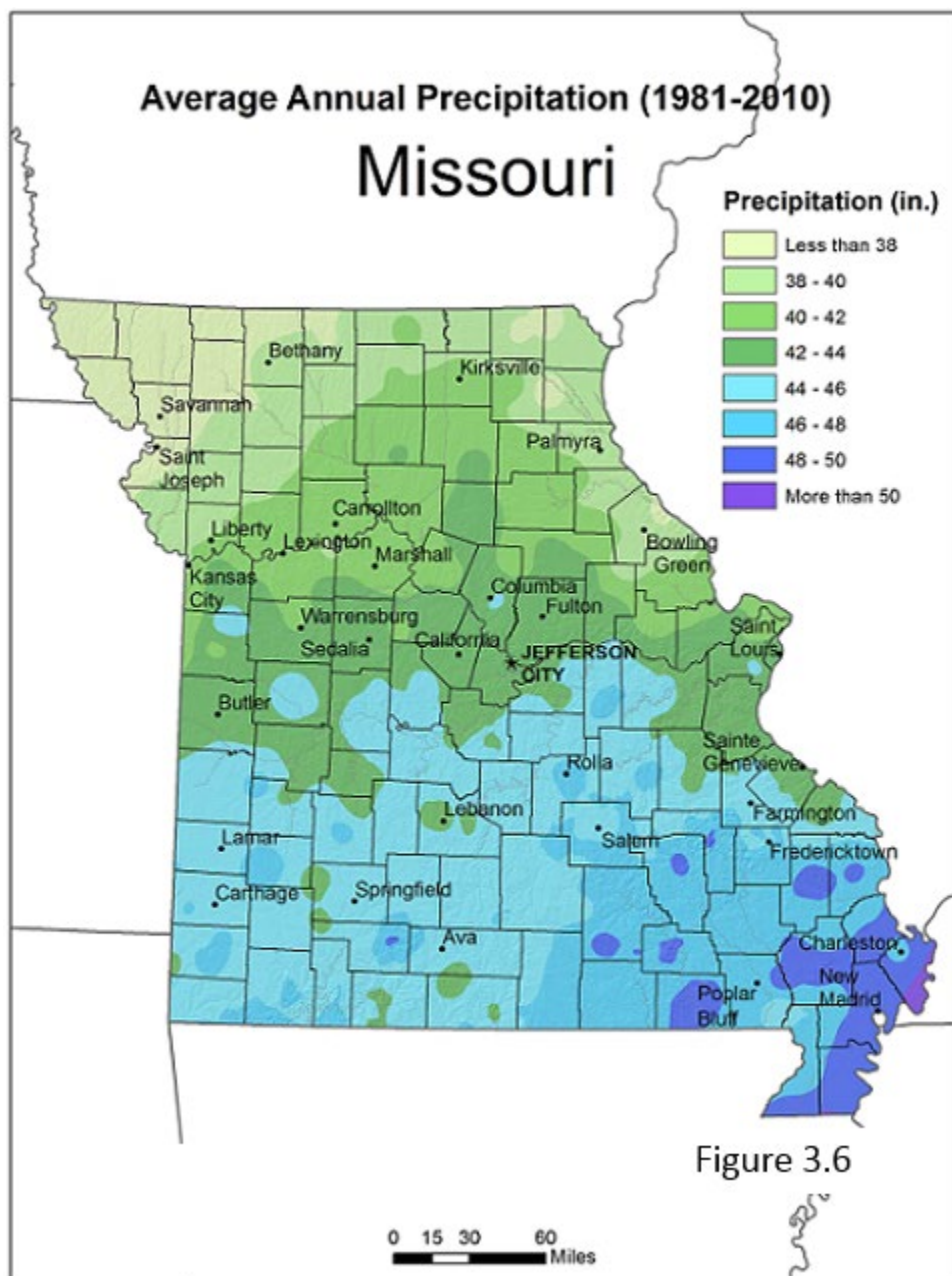 Average Annual Precipitation (1981-2010)
Missouri
Precipitation (in.)
Less than 38
38 - 40
40 - 42
42 - 44
44 - 46
46 - 48
48 - 50
More than 50
Bethany
Kirksville
Savannah
Palmyra
Saint
Joseph
Carrollton
Liberty
Lexington
Marshall
Bowling
Green
Kansas
City
Columbia
Fulton
Warrensburg
Sedalia
California
JEFFERSON
CITY
Saint
Louis
Butler
Sainte
Genevieve
Rolla
Lebanon
Farmington
Lamar
Salem
Fredericktown
Carthage
Springfield
Ava
Charleston
New
Madrid
Poplar
Bluff
Figure 3.6
0 15 30 60
Miles